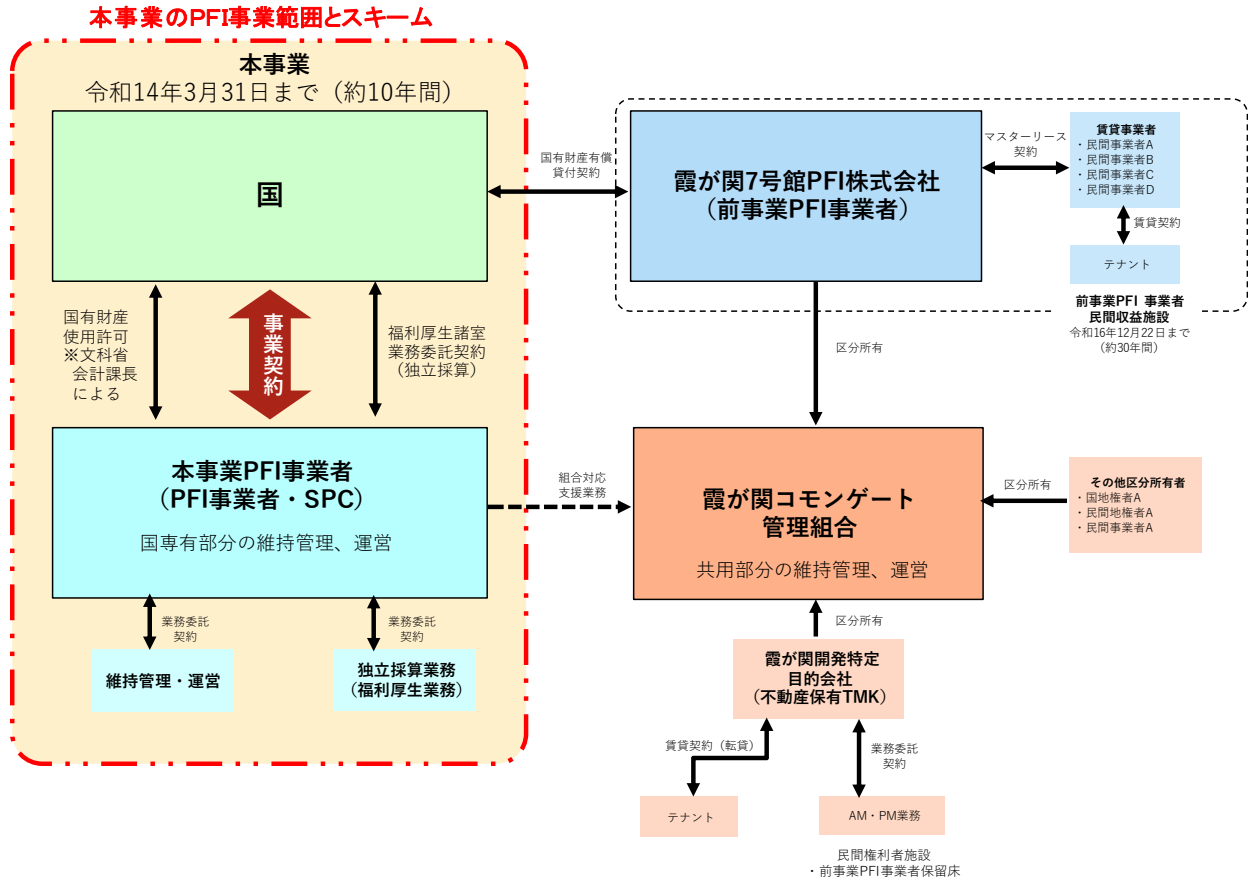 本事業のPFI事業範囲とスキーム
本事業
令和14年3月31日まで（約10年間）
国
国有財産有償
貸付契約
霞が関7号館PFI株式会社
（前事業PFI事業者）
マスターリース
契約
賃貸事業者
・民間事業者A
・民間事業者B
・民間事業者C
・民間事業者D
賃貸契約
テナント
前事業PFI 事業者
民間収益施設
令和16年12月22日まで
（約30年間）
国有財産
使用許可
※文科省
会計課長
による
事業契約
福利厚生諸室
業務委託契約
（独立採算）
区分所有
本事業PFI事業者
（PFI事業者・SPC）
国専有部分の維持管理、運営
組合対応
支援業務
霞が関コモンゲート
管理組合
共用部分の維持管理、運営
区分所有
その他区分所有者
・国地権者A
・民間地権者A
・民間事業者A
業務委託
契約
業務委託
契約
維持管理・運営
独立採算業務
（福利厚生業務）
区分所有
霞が関開発特定
目的会社
（不動産保有TMK）
賃貸契約（転貸）
業務委託
契約
テナント
AM・PM業務
民間権利者施設
・前事業PFI事業者保留床